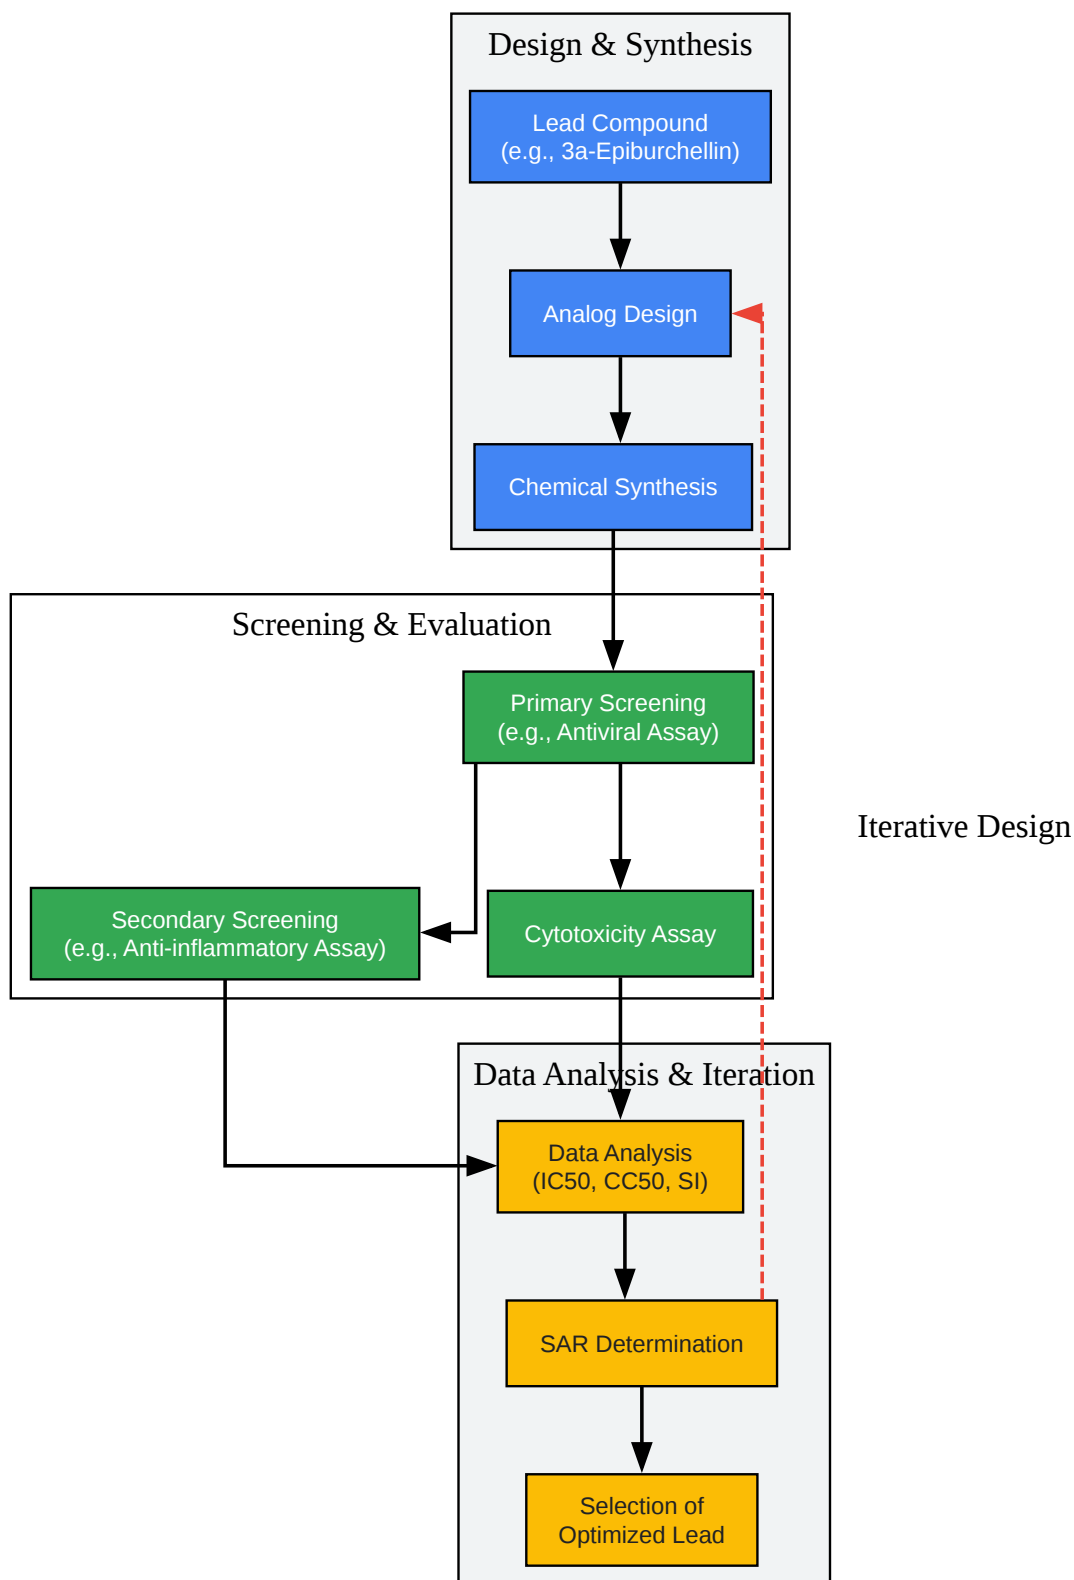 Design & Synthesis
Lead Compound
(e.g., 3a-Epiburchellin)
Analog Design
Chemical Synthesis
Screening & Evaluation
Primary Screening
(e.g., Antiviral Assay)
Iterative Design
Secondary Screening
(e.g., Anti-inflammatory Assay)
Cytotoxicity Assay
Data Analysis & Iteration
Data Analysis
(IC50, CC50, SI)
SAR Determination
Selection of
Optimized Lead